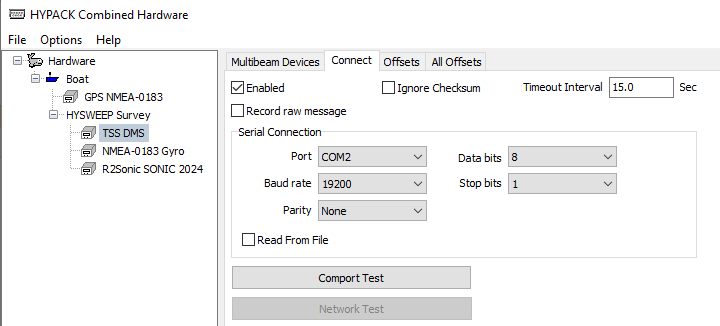 HYPACK Combined Hardware
File Options Help
Hardware
Boat
GPS NMEA-0183
HYSWEEP Survey
TSS DMS
NMEA-0183 Gyro
R2Sonic SONIC 2024
Multibeam Devices Connect Offsets All Offsets
Enabled Ignore Checksum Timeout Interval 15.0 Sec
Record raw message
Serial Connection
Port COM2 Data bits 8
Baud rate 19200 Stop bits 1
Parity None
Read From File
Comport Test
Network Test